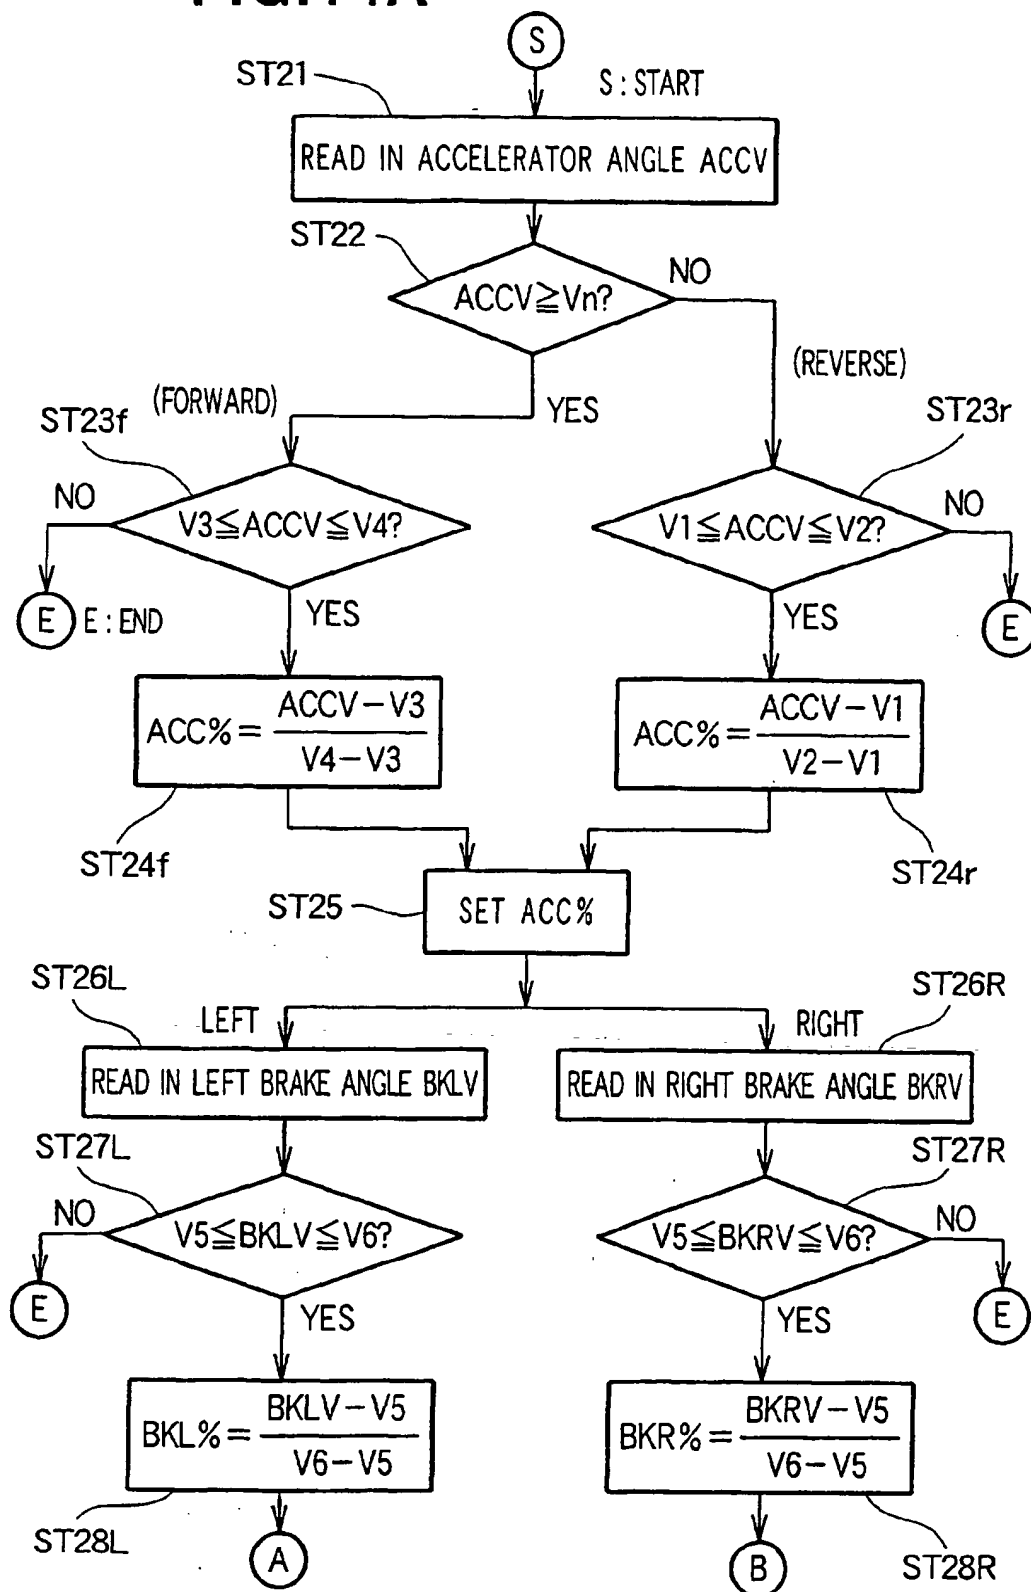 S
ST21
S : START
READ IN ACCELERATOR ANGLE ACCV
ST22
ACCV≧Vn?
NO
(REVERSE)
(FORWARD)
YES
ST23f
ST23r
NO
V3≦ACCV≦V4?
V1≦ACCV≦V2?
NO
E
E : END
YES
YES
E
ACC%=
ACCV−V3
V4−V3
ACC%=
ACCV−V1
V2−V1
ST24f
ST24r
ST25
SET ACC%
ST26L
ST26R
LEFT
RIGHT
READ IN LEFT BRAKE ANGLE BKLV
READ IN RIGHT BRAKE ANGLE BKRV
ST27L
ST27R
NO
V5≦BKLV≦V6?
V5≦BKRV≦V6?
NO
E
YES
YES
E
BKL%=
BKLV−V5
V6−V5
BKR%=
BKRV−V5
V6−V5
ST28L
A
B
ST28R